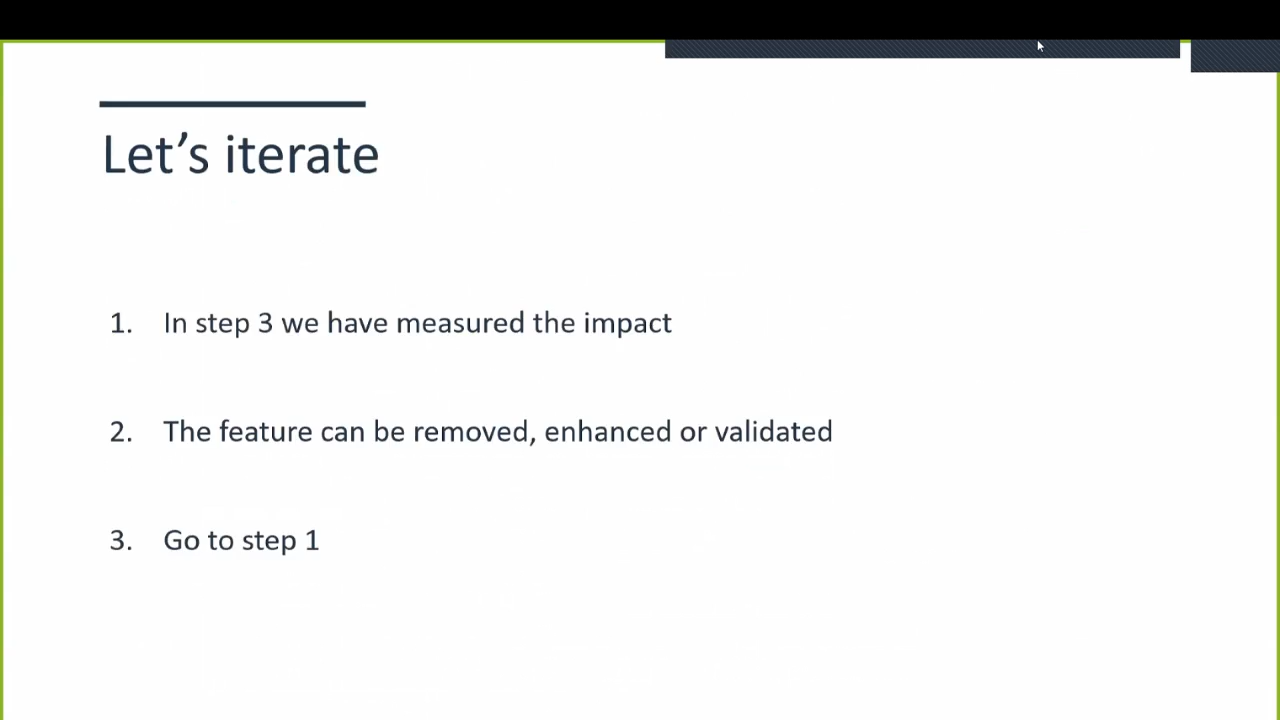 Let’s iterate
1. In step 3 we have measured the impact
2. The feature can be removed, enhanced or validated
3. Go to step 1